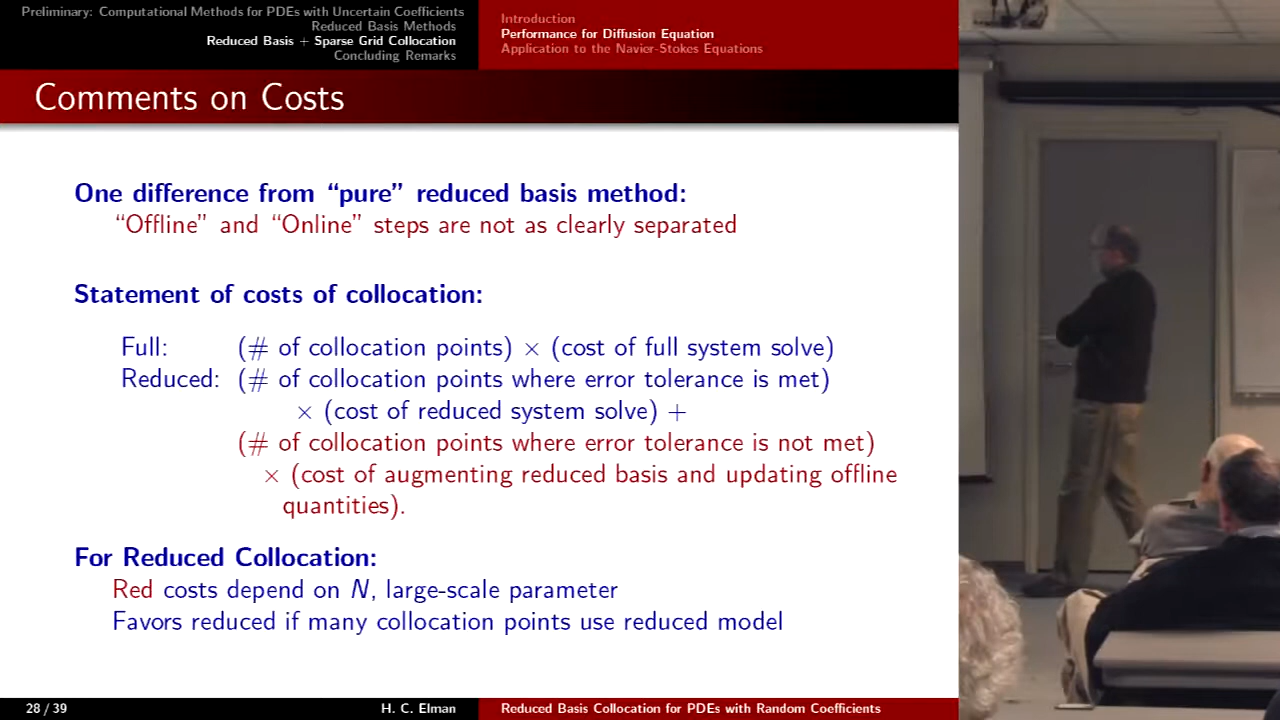 Preliminary: Computational Methods for PDEs with Uncertain Coefficients
Reduced Basis Methods
Reduced Basis + Sparse Grid Collocation
Concluding Remarks
Introduction
Performance for Diffusion Equation
Application to the Navier-Stokes Equations
Comments on Costs
One difference from “pure” reduced basis method:
“Offline” and “Online” steps are not as clearly separated
Statement of costs of collocation:
Full: (# of collocation points) × (cost of full system solve)
Reduced: (# of collocation points where error tolerance is met)
× (cost of reduced system solve) +
(# of collocation points where error tolerance is not met)
× (cost of augmenting reduced basis and updating offline
quantities).
For Reduced Collocation:
Red costs depend on N, large-scale parameter
Favors reduced if many collocation points use reduced model
28 / 39
H. C. Elman
Reduced Basis Collocation for PDEs with Random Coefficients